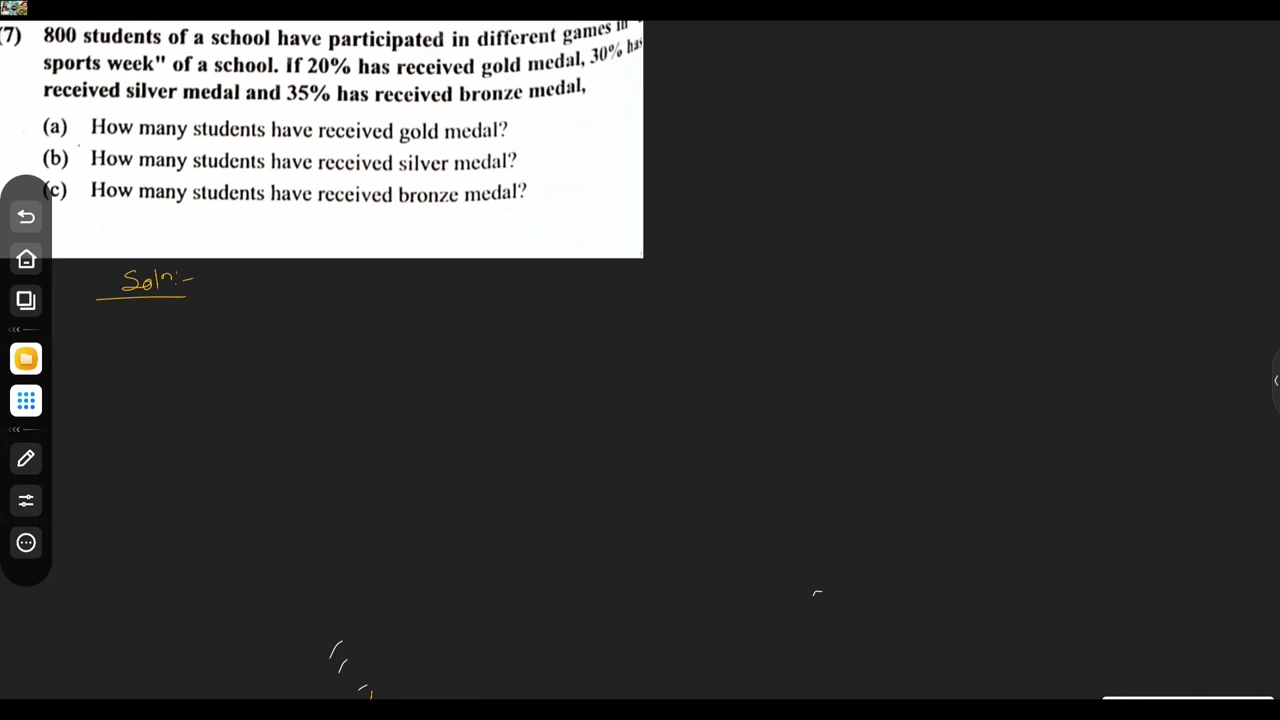 (7) 800 students of a school have participated in different games in
sports week" of a school. If 20% has received gold medal, 30% has
received silver medal and 35% has received bronze medal,
(a) How many students have received gold medal?
(b) How many students have received silver medal?
(c) How many students have received bronze medal?
Soln:-